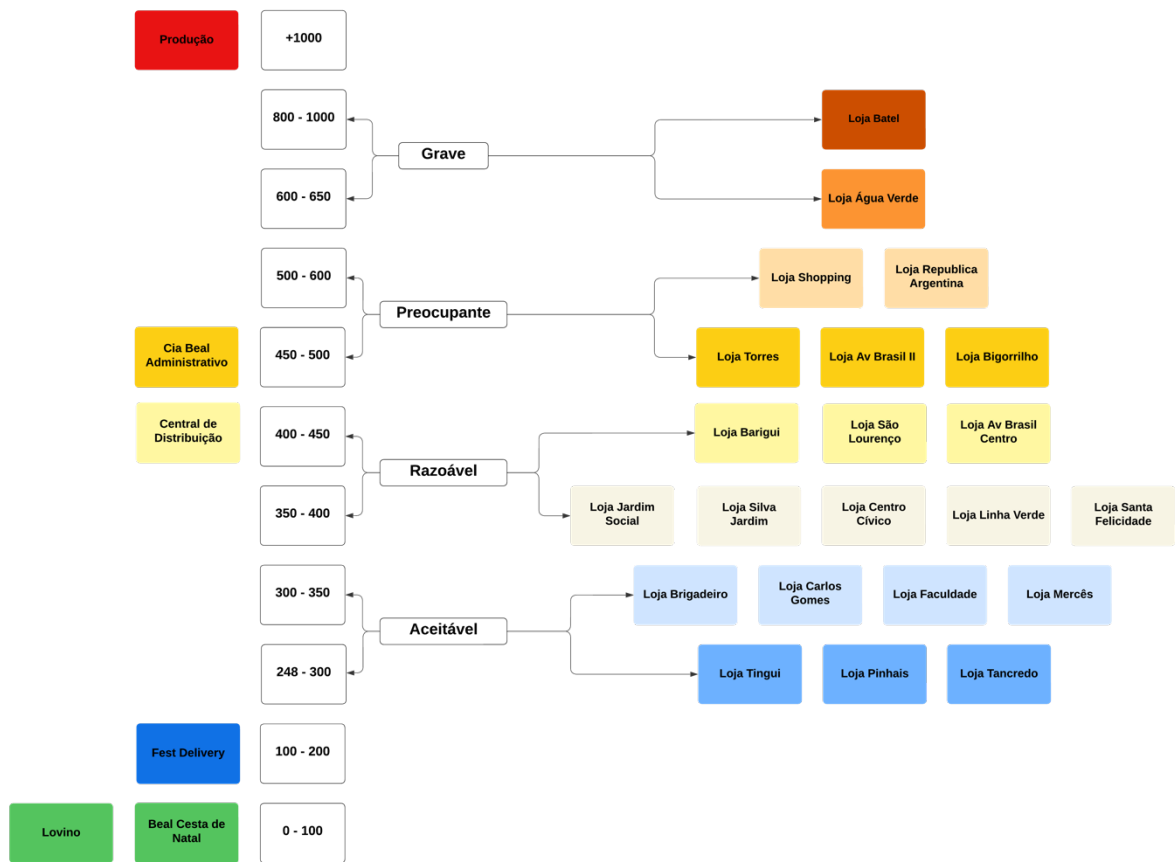 Produção
+1000
800 - 1000
Grave
600 - 650
Loja Batel
Loja Água Verde
500 - 600
Preocupante
Loja Shopping
Loja Republica
Argentina
Cia Beal
Administrativo
450 - 500
Loja Torres
Loja Av Brasil II
Loja Bigorrilho
Central de
Distribuição
400 - 450
Razoável
Loja Barigui
Loja São
Lourenço
Loja Av Brasil
Centro
350 - 400
Loja Jardim
Social
Loja Silva
Jardim
Loja Centro
Cívico
Loja Linha Verde
Loja Santa
Felicidade
300 - 350
Aceitável
Loja Brigadeiro
Loja Carlos
Gomes
Loja Faculdade
Loja Mercês
248 - 300
Loja Tingui
Loja Pinhais
Loja Tancredo
Fest Delivery
100 - 200
Lovino
Beal Cesta de
Natal
0 - 100